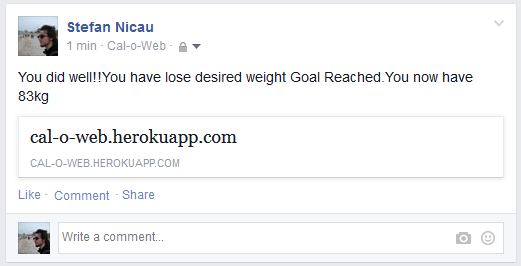 Stefan Nicau
1 min · Cal-o-Web ·
You did well!!You have lose desired weight Goal Reached.You now have
83kg
cal-o-web.herokuapp.com
CAL-O-WEB.HEROKUAPP.COM
Like · Comment · Share
Write a comment...